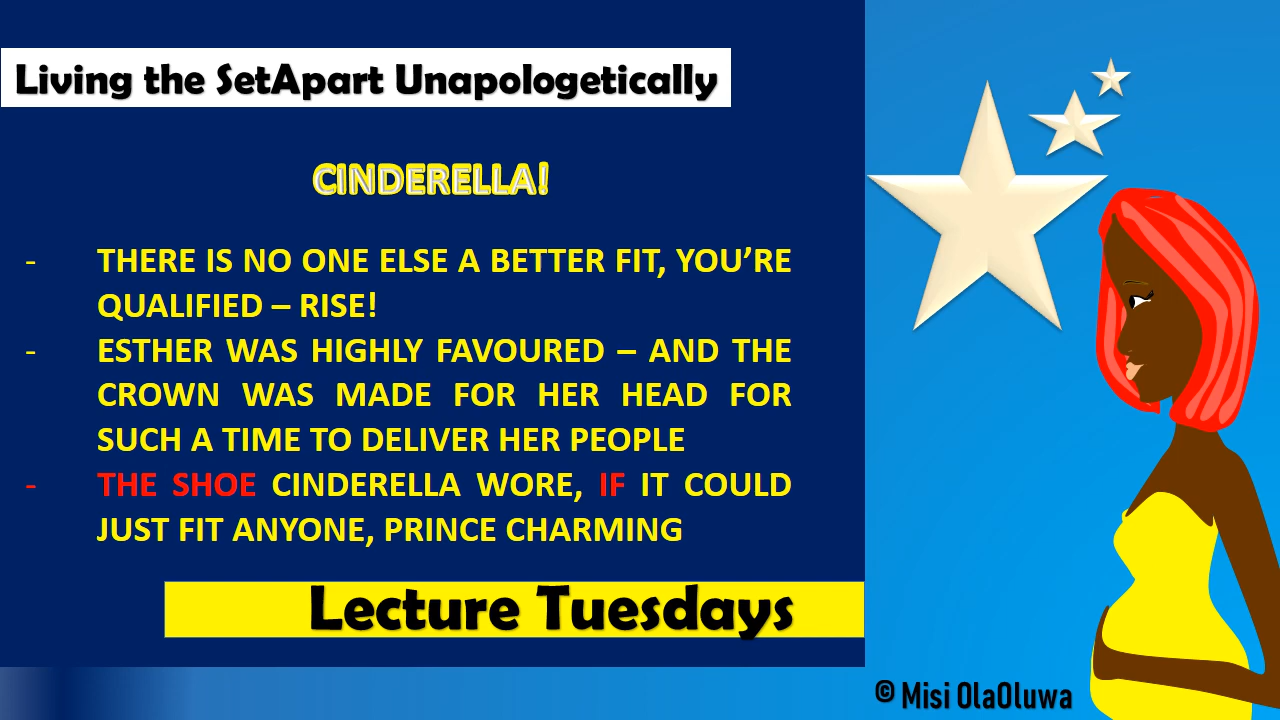 Living the SetApart Unapologetically
CINDERELLA!
- THERE IS NO ONE ELSE A BETTER FIT, YOU’RE
QUALIFIED – RISE!
- ESTHER WAS HIGHLY FAVOURED – AND THE
CROWN WAS MADE FOR HER HEAD FOR
SUCH A TIME TO DELIVER HER PEOPLE
- THE SHOE CINDERELLA WORE, IF IT COULD
JUST FIT ANYONE, PRINCE CHARMING
Lecture Tuesdays
© Misi OlaOluwa